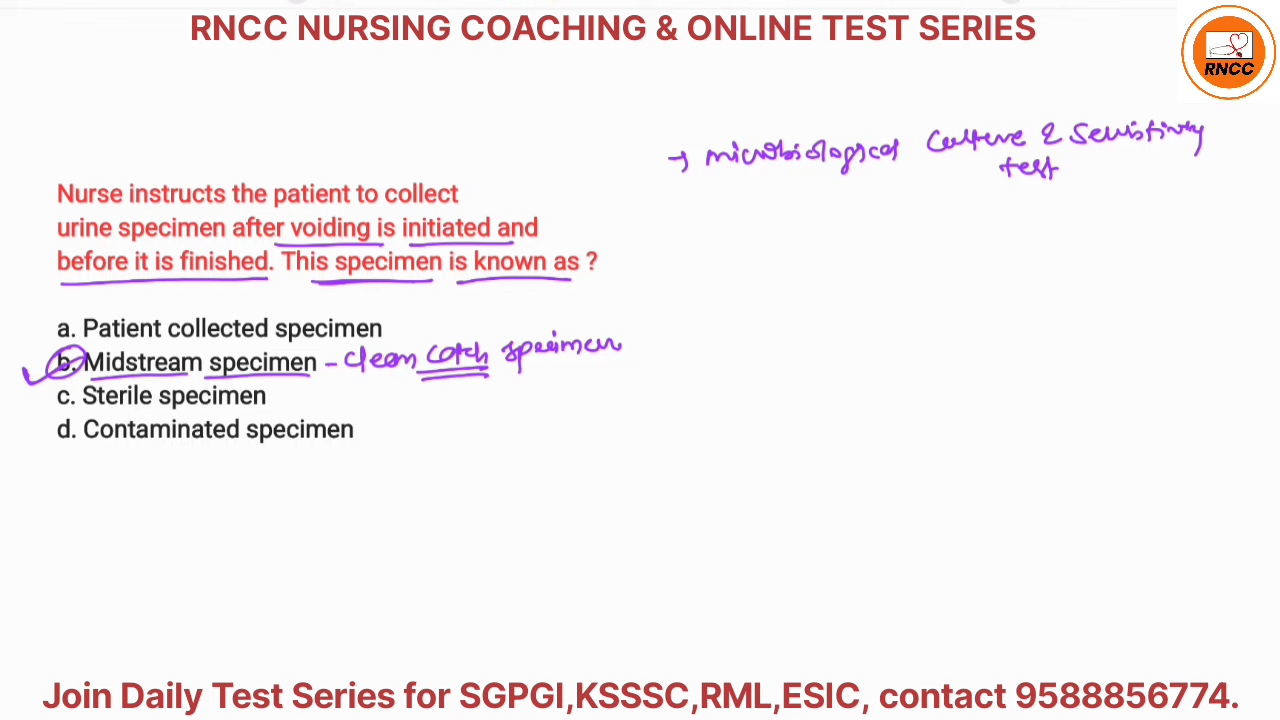 RNCC NURSING COACHING & ONLINE TEST SERIES
RNCC
→ microbiological Culture & Sensitivity
test
Nurse instructs the patient to collect
urine specimen after voiding is initiated and
before it is finished. This specimen is known as ?
a. Patient collected specimen
b. Midstream specimen - clean catch specimen
c. Sterile specimen
d. Contaminated specimen
Join Daily Test Series for SGPGI,KSSSC,RML,ESIC, contact 9588856774.